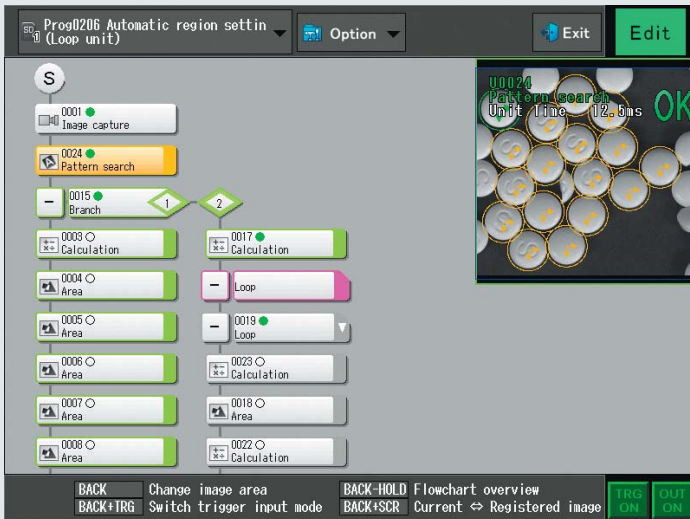 SD1 Prog0206 Automatic region settin
(Loop unit)
Option
Exit
Edit
S
0001
Image capture
0024
Pattern search
0015
Branch
1
2
0003
Calculation
0017
Calculation
0004
Area
Loop
0005
Area
0019
Loop
0006
Area
0023
Calculation
0007
Area
0018
Area
0008
Area
0022
Calculation
U0024
Pattern search
Unit Time 12.5ms
OK
BACK Change image area
BACK-HOLD Flowchart overview
BACK+TRG Switch trigger input mode
BACK+SCR Current ⇔ Registered image
TRG
ON
OUT
ON